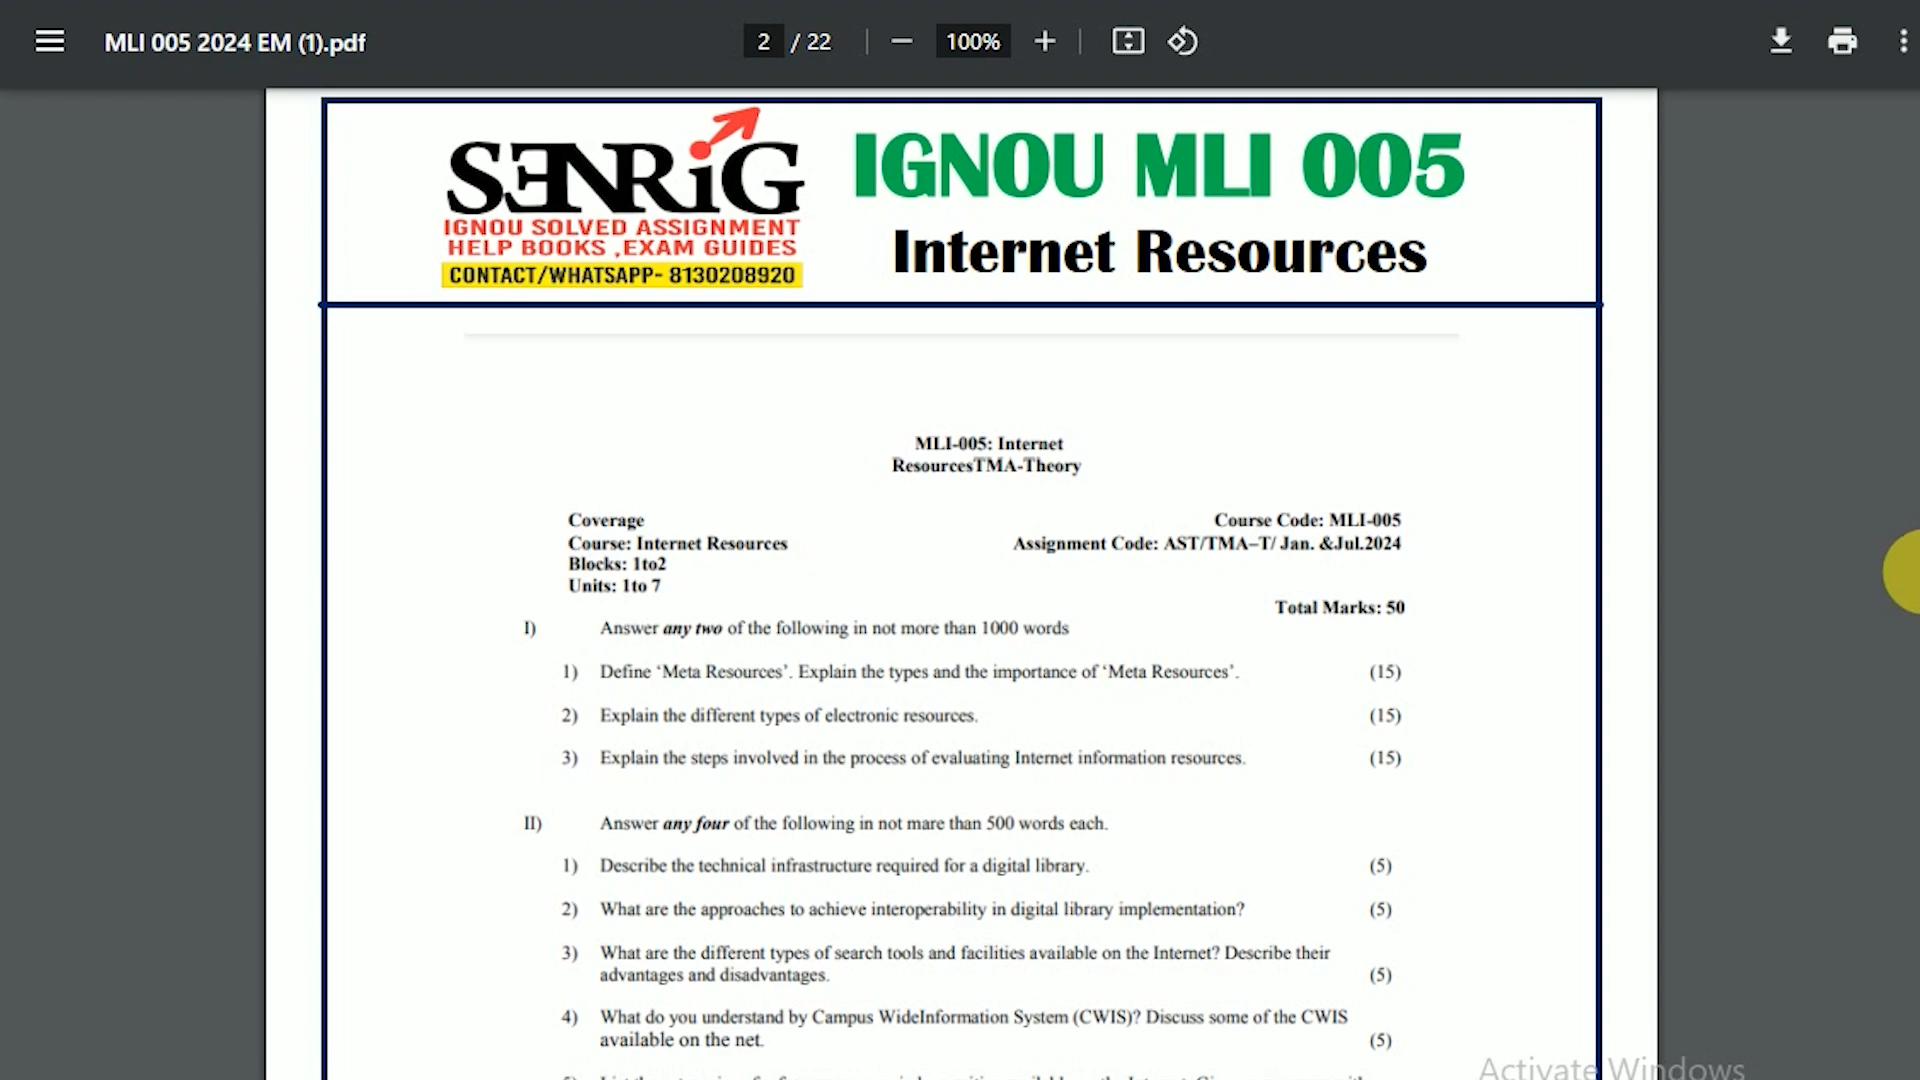 MLI 005 2024 EM (1).pdf
2 / 22
100%
SENRiG
IGNOU SOLVED ASSIGNMENT
HELP BOOKS ,EXAM GUIDES
CONTACT/WHATSAPP- 8130208920
IGNOU MLI 005
Internet Resources
MLI-005: Internet
ResourcesTMA-Theory
Coverage
Course Code: MLI-005
Course: Internet Resources
Assignment Code: AST/TMA–T/ Jan. &Jul.2024
Blocks: 1to2
Units: 1to 7
Total Marks: 50
I) Answer any two of the following in not more than 1000 words
1) Define ‘Meta Resources’. Explain the types and the importance of ‘Meta Resources’. (15)
2) Explain the different types of electronic resources. (15)
3) Explain the steps involved in the process of evaluating Internet information resources. (15)
II) Answer any four of the following in not mare than 500 words each.
1) Describe the technical infrastructure required for a digital library. (5)
2) What are the approaches to achieve interoperability in digital library implementation? (5)
3) What are the different types of search tools and facilities available on the Internet? Describe their
advantages and disadvantages. (5)
4) What do you understand by Campus WideInformation System (CWIS)? Discuss some of the CWIS
available on the net. (5)
Activate Windows